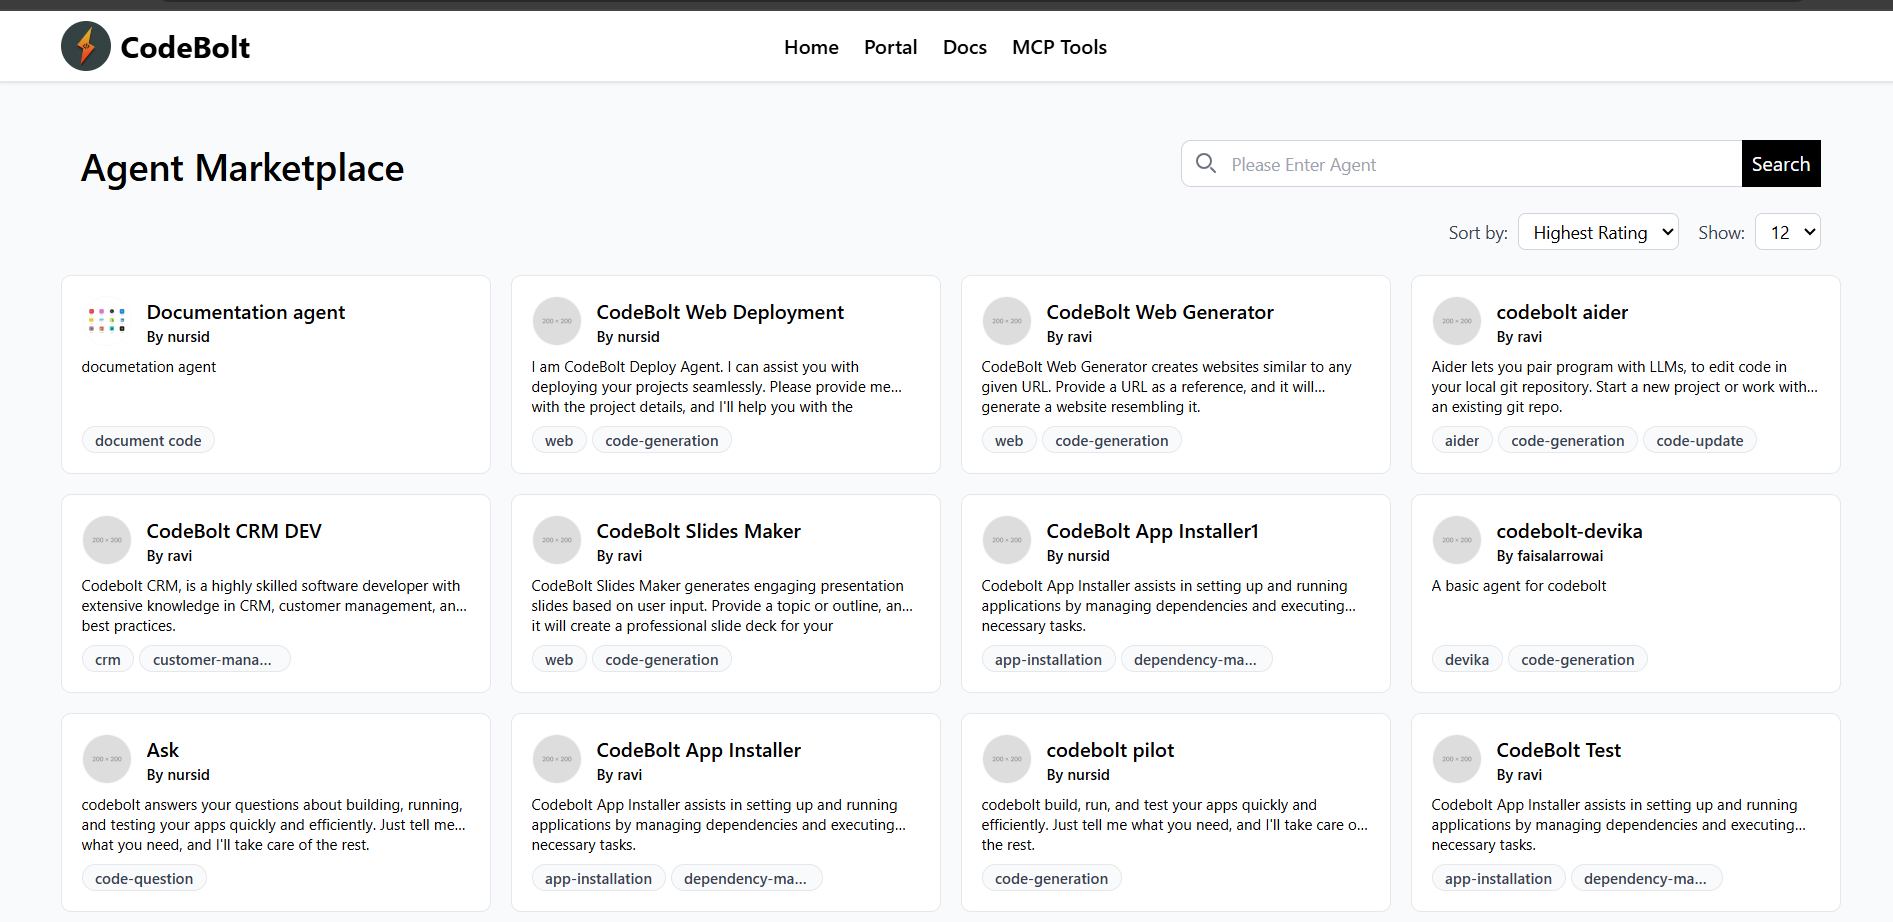 CodeBolt
Home Portal Docs MCP Tools
Agent Marketplace
Please Enter Agent
Search
Sort by: Highest Rating Show: 12
Documentation agent
By nursid
documetation agent
document code
CodeBolt Web Deployment
By nursid
I am CodeBolt Deploy Agent. I can assist you with
deploying your projects seamlessly. Please provide me...
with the project details, and I'll help you with the
web code-generation
CodeBolt Web Generator
By ravi
CodeBolt Web Generator creates websites similar to any
given URL. Provide a URL as a reference, and it will...
generate a website resembling it.
web code-generation
codebolt aider
By ravi
Aider lets you pair program with LLMs, to edit code in
your local git repository. Start a new project or work with...
an existing git repo.
aider code-generation code-update
CodeBolt CRM DEV
By ravi
Codebolt CRM, is a highly skilled software developer with
extensive knowledge in CRM, customer management, an...
best practices.
crm customer-mana...
CodeBolt Slides Maker
By ravi
CodeBolt Slides Maker generates engaging presentation
slides based on user input. Provide a topic or outline, an...
it will create a professional slide deck for your
web code-generation
CodeBolt App Installer1
By nursid
Codebolt App Installer assists in setting up and running
applications by managing dependencies and executing...
necessary tasks.
app-installation dependency-ma...
codebolt-devika
By faisalarrowai
A basic agent for codebolt
devika code-generation
Ask
By nursid
codebolt answers your questions about building, running,
and testing your apps quickly and efficiently. Just tell me...
what you need, and I'll take care of the rest.
code-question
CodeBolt App Installer
By ravi
Codebolt App Installer assists in setting up and running
applications by managing dependencies and executing...
necessary tasks.
app-installation dependency-ma...
codebolt pilot
By nursid
codebolt build, run, and test your apps quickly and
efficiently. Just tell me what you need, and I'll take care o...
the rest.
code-generation
CodeBolt Test
By ravi
Codebolt App Installer assists in setting up and running
applications by managing dependencies and executing...
necessary tasks.
app-installation dependency-ma...
200 × 200
200 × 200
200 × 200
200 × 200
200 × 200
200 × 200
200 × 200
200 × 200
200 × 200
200 × 200
200 × 200